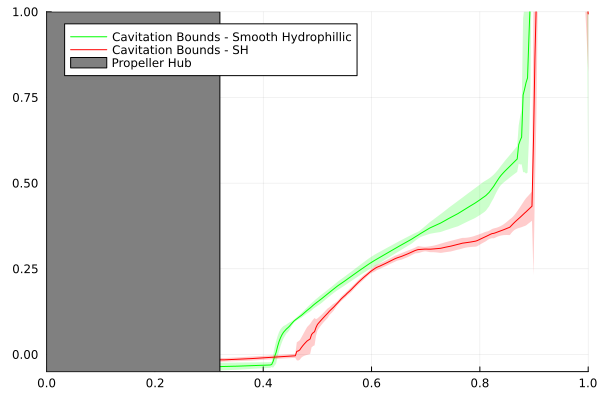 1.00
Cavitation Bounds - Smooth Hydrophillic
Cavitation Bounds - SH
Propeller Hub
0.75
0.50
0.25
0.00
0.0 0.2 0.4 0.6 0.8 1.0